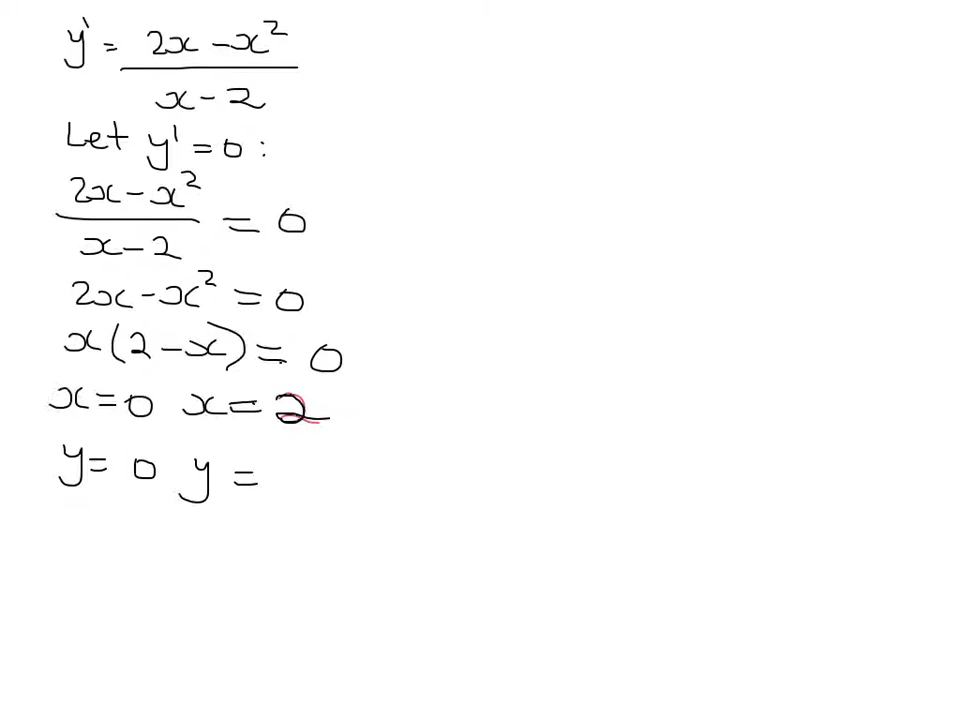 y' = (2x - x²)/(x - 2)
Let y' = 0 :
(2x - x²)/(x - 2) = 0
2x - x² = 0
x(2 - x) = 0
x = 0 x = 2
y = 0 y =